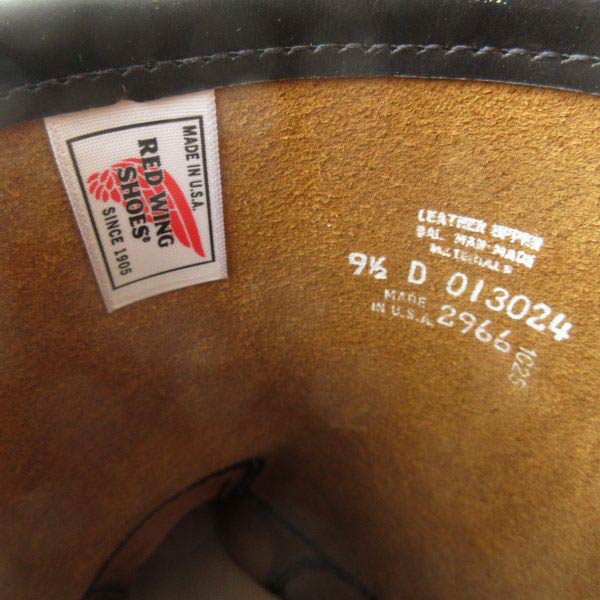 MADE IN U.S.A.
RED WING
SHOES®
SINCE 1905
LEATHER UPPER
BAL. MAN-MADE
MATERIALS
9½ D 013024
MADE
IN U.S.A. 2966 1025